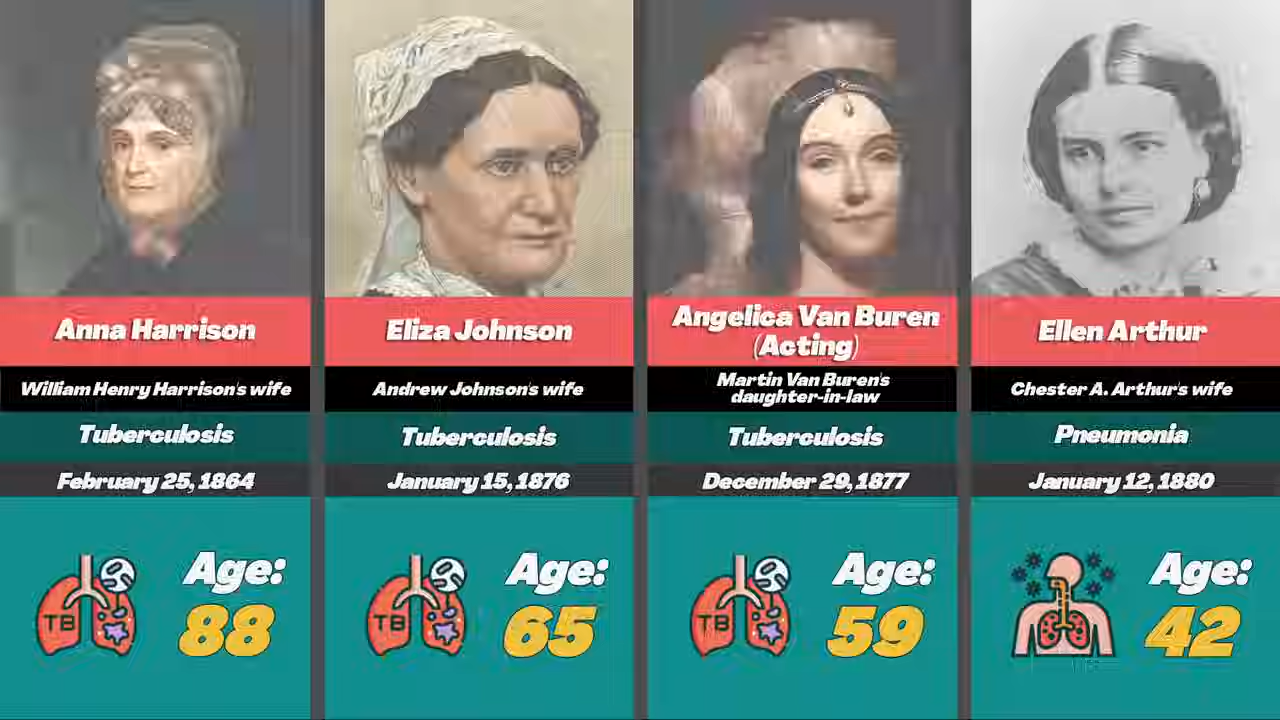 Anna Harrison
William Henry Harrison's wife
Tuberculosis
February 25, 1864
TB
Age:
88
Eliza Johnson
Andrew Johnson's wife
Tuberculosis
January 15, 1876
TB
Age:
65
Angelica Van Buren
(Acting)
Martin Van Buren's
daughter-in-law
Tuberculosis
December 29, 1877
TB
Age:
59
Ellen Arthur
Chester A. Arthur's wife
Pneumonia
January 12, 1880
Age:
42